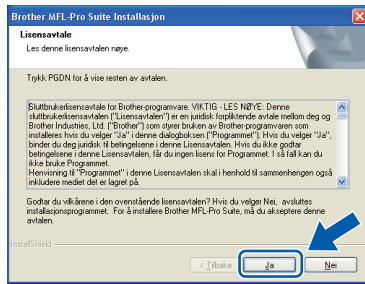 Brother MFL-Pro Suite Installasjon
Lisensavtale
Les denne lisensavtalen nøye.
Trykk PGDN for å vise resten av avtalen.
Sluttbrukerlisensavtale for Brother-programvare. VIKTIG - LES NØYE: Denne
sluttbrukerlisensavtalen ("Lisensavtalen") er en juridisk forpliktende avtale mellom deg og
Brother Industries, Ltd. ("Brother") som styrer bruken av Brother-programvaren som
installeres hvis du velger "Ja" i denne dialogboksen ("Programmet"). Hvis du velger "Ja",
binder du deg juridisk til betingelsene i denne Lisensavtalen. Hvis du ikke godtar
betingelsene i denne Lisensavtalen, får du ingen lisens for Programmet. I så fall kan du
ikke bruke Programmet.
Henvisning til "Programmet" i denne Lisensavtalen skal i henhold til sammenhengen også
inkludere mediet det er lagret på.
Godtar du vilkårene i den ovenstående lisensavtalen? Hvis du velger Nei, avsluttes
installasjonsprogrammet. For å installere Brother MFL-Pro Suite, må du akseptere denne
avtalen.
InstallShield
< Tilbake
Ja
Nei